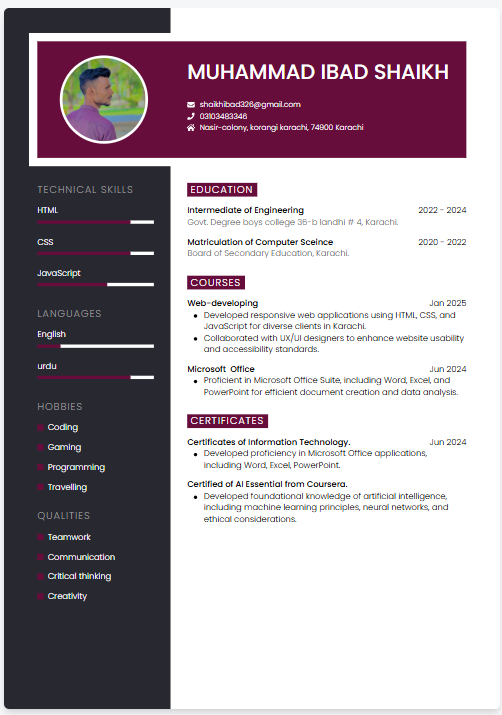 MUHAMMAD IBAD SHAIKH
shaikhibad326@gmail.com
03103483346
Nasir-colony, korangi karachi, 74900 Karachi
TECHNICAL SKILLS
HTML
CSS
JavaScript
LANGUAGES
English
urdu
HOBBIES
Coding
Gaming
Programming
Travelling
QUALITIES
Teamwork
Communication
Critical thinking
Creativity
EDUCATION
Intermediate of Engineering 2022 - 2024
Govt. Degree boys college 36-b landhi # 4, Karachi.
Matriculation of Computer Sceince 2020 - 2022
Board of Secondary Education, Karachi.
COURSES
Web-developing Jan 2025
• Developed responsive web applications using HTML, CSS, and
JavaScript for diverse clients in Karachi.
• Collaborated with UX/UI designers to enhance website usability
and accessibility standards.
Microsoft Office Jun 2024
• Proficient in Microsoft Office Suite, including Word, Excel, and
PowerPoint for efficient document creation and data analysis.
CERTIFICATES
Certificates of Information Technology. Jun 2024
• Developed proficiency in Microsoft Office applications,
including Word, Excel, PowerPoint.
Certified of AI Essential from Coursera.
• Developed foundational knowledge of artificial intelligence,
including machine learning principles, neural networks, and
ethical considerations.